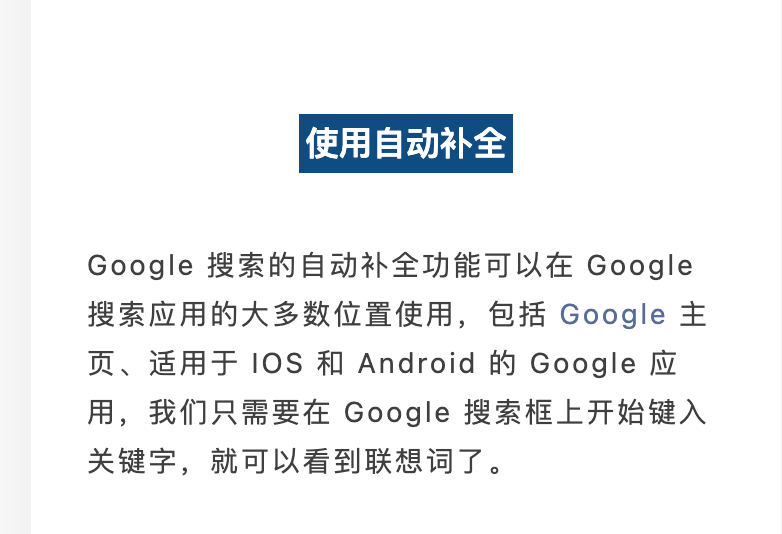 使用自动补全
Google 搜索的自动补全功能可以在 Google
搜索应用的大多数位置使用，包括 Google 主
页、适用于 IOS 和 Android 的 Google 应
用，我们只需要在 Google 搜索框上开始键入
关键字，就可以看到联想词了。